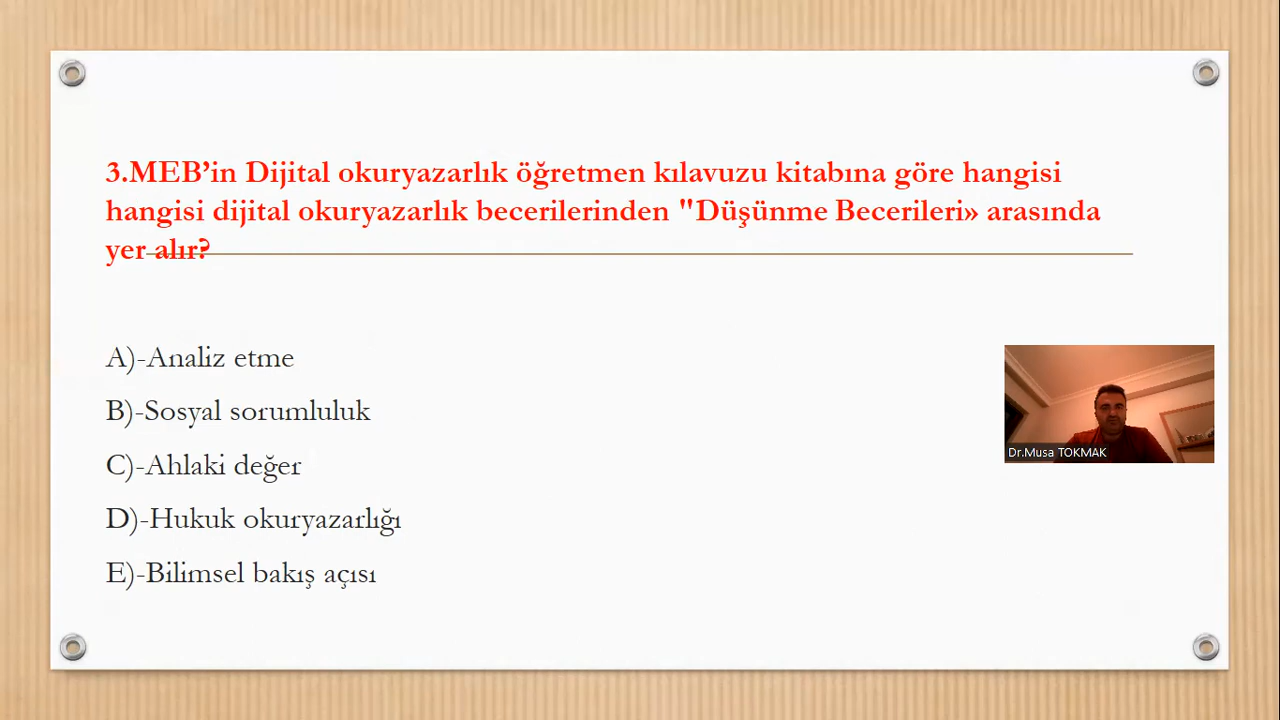 3.MEB’in Dijital okuryazarlık öğretmen kılavuzu kitabına göre hangisi
hangisi dijital okuryazarlık becerilerinden "Düşünme Becerileri» arasında
yer alır?
A)-Analiz etme
B)-Sosyal sorumluluk
C)-Ahlaki değer
D)-Hukuk okuryazarlığı
E)-Bilimsel bakış açısı
Dr.Musa TOKMAK